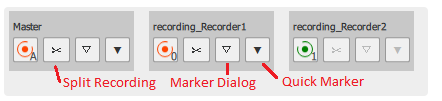 Master
recording_Recorder1
recording_Recorder2
A
0
1
Split Recording
Marker Dialog
Quick Marker